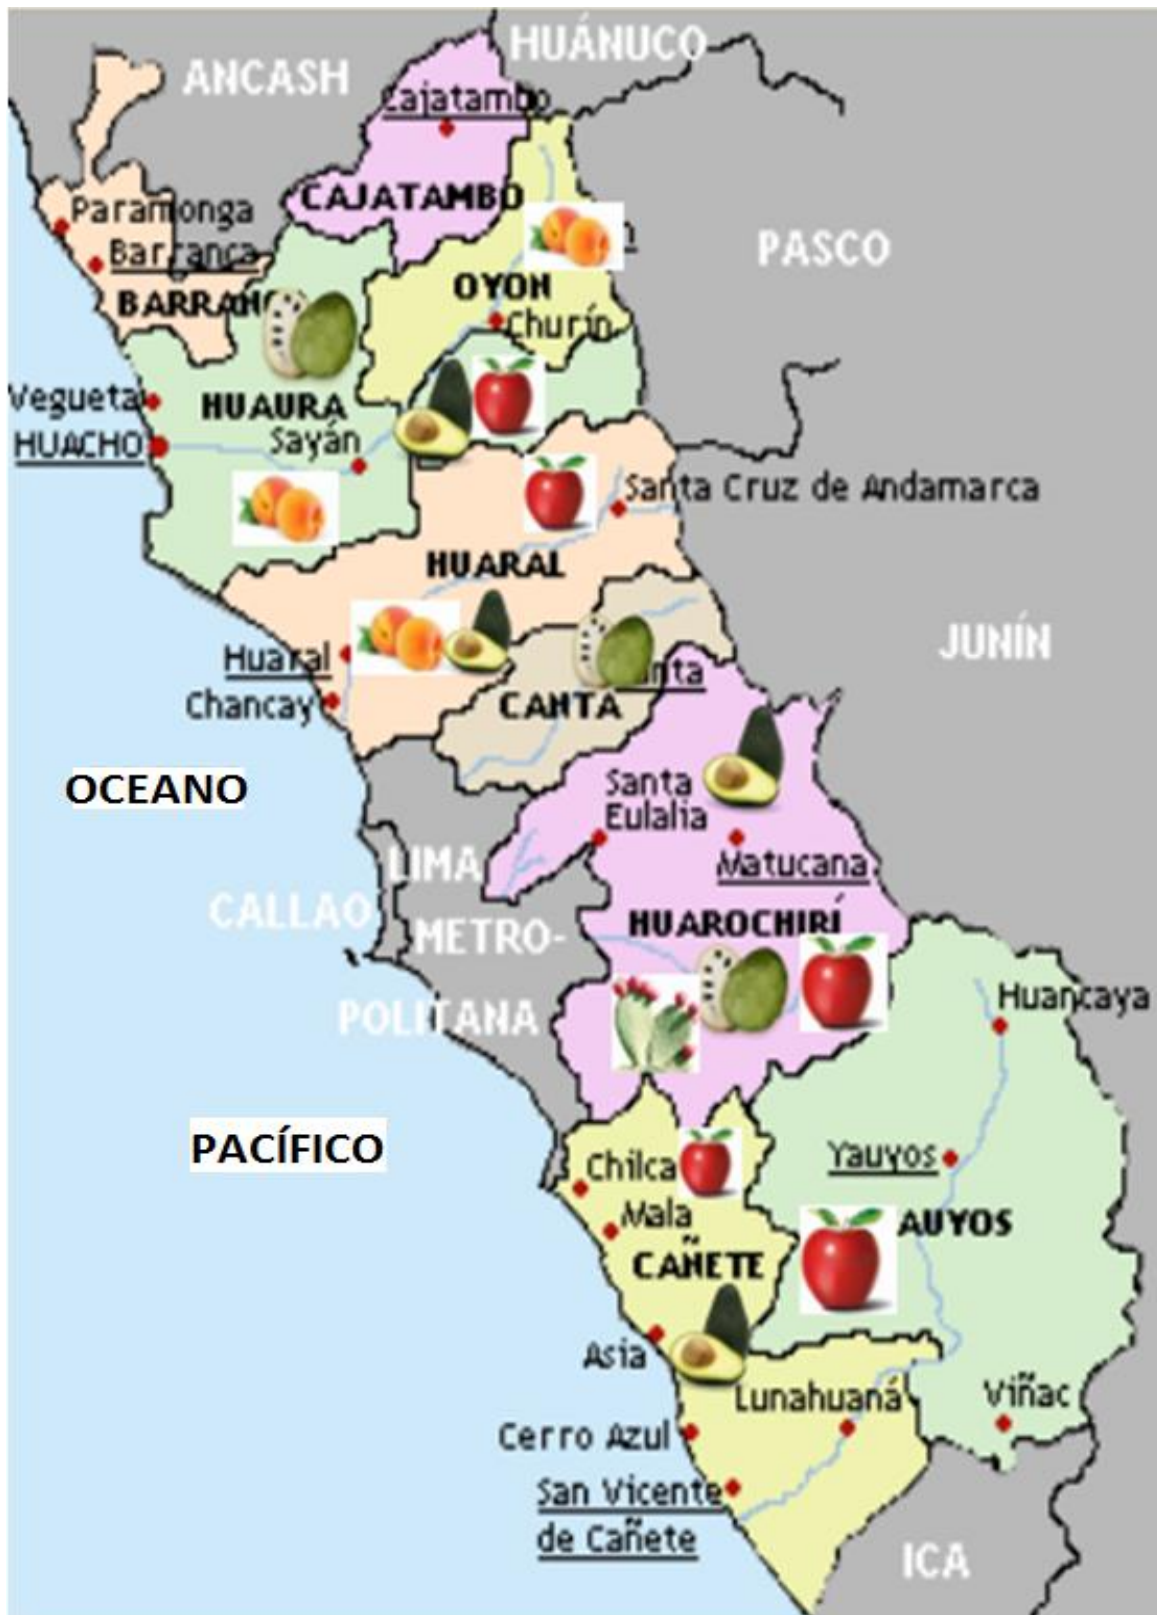 HUÁNUCO
ANCASH
Cajatambo
CAJATAMBO
Paramonga
Barranca
PASCO
OYON
BARRANC
Churín
Vegueta
HUAURA
HUACHO
Sayán
Santa Cruz de Andamarca
HUARAL
JUNÍN
Huaral
Chancay
CANTA
OCEANO
Santa
Eulalia
LIMA
Matucana
CALLAO
METRO-
HUAROCHIRÍ
Huancaya
POLITANA
PACÍFICO
Chilca
Yauyos
Mala
AUYOS
CAÑETE
Asia
Lunahuaná
Viñac
Cerro Azul
San Vicente
de Cañete
ICA